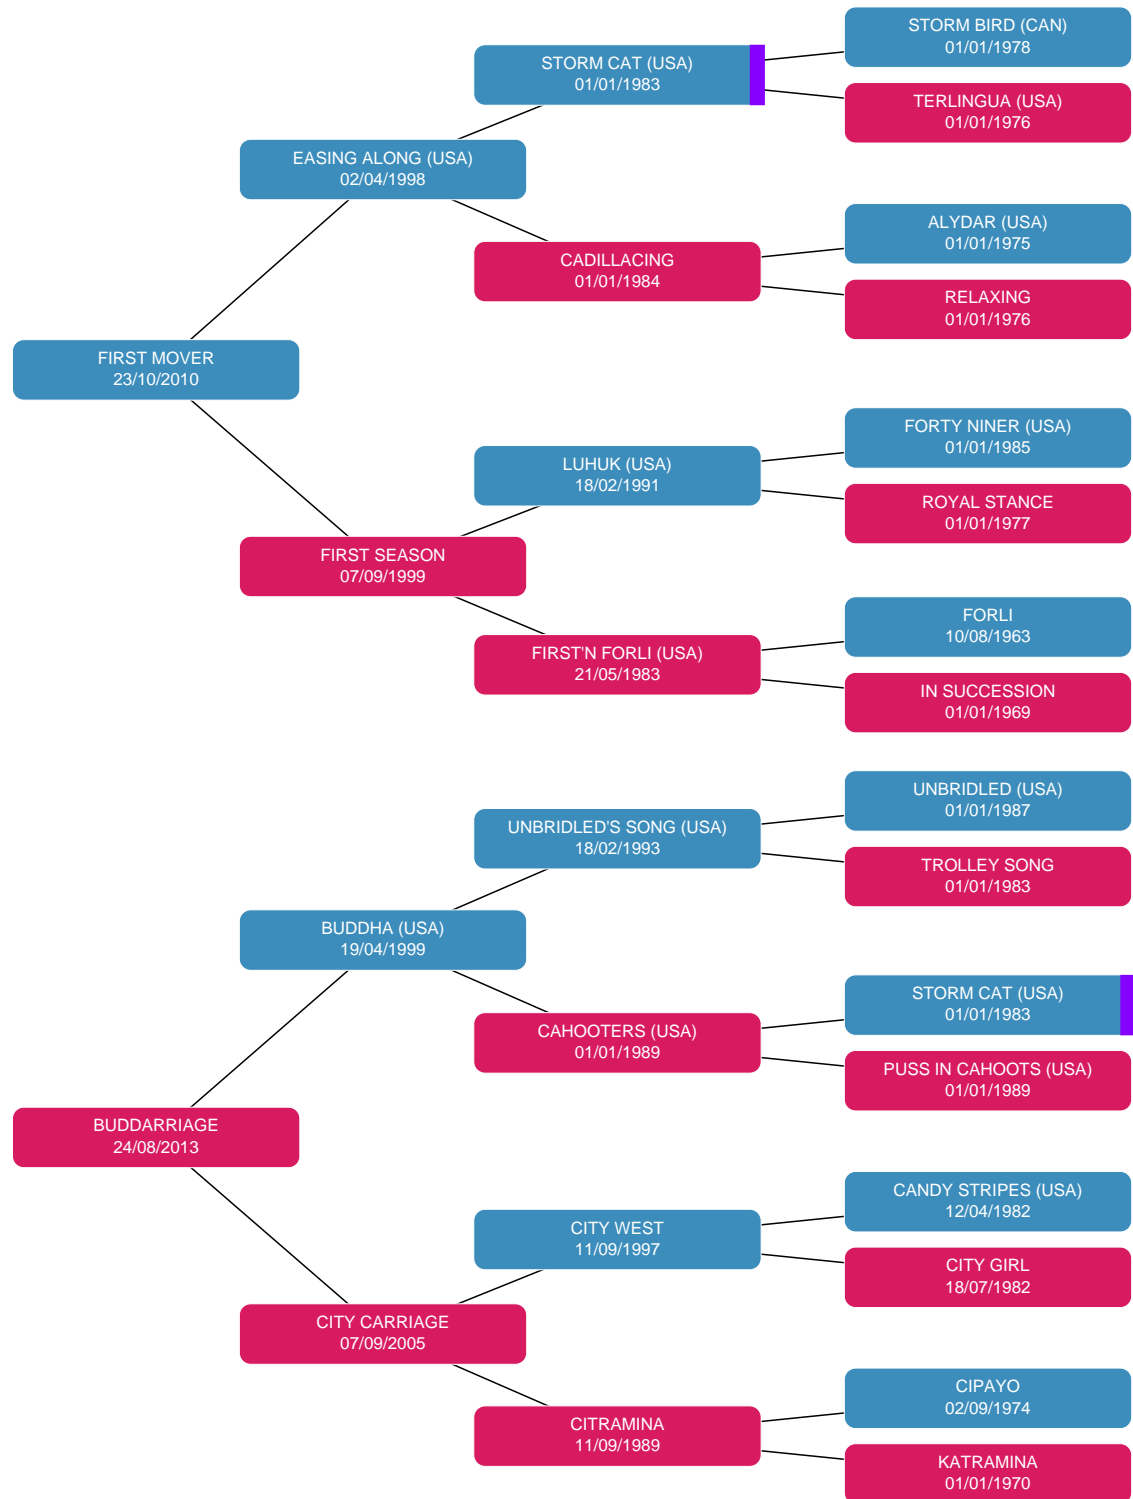 STORM BIRD (CAN)
01/01/1978
STORM CAT (USA)
01/01/1983
TERLINGUA (USA)
01/01/1976
EASING ALONG (USA)
02/04/1998
ALYDAR (USA)
01/01/1975
CADILLACING
01/01/1984
RELAXING
01/01/1976
FIRST MOVER
23/10/2010
FORTY NINER (USA)
01/01/1985
LUHUK (USA)
18/02/1991
ROYAL STANCE
01/01/1977
FIRST SEASON
07/09/1999
FORLI
10/08/1963
FIRST'N FORLI (USA)
21/05/1983
IN SUCCESSION
01/01/1969
UNBRIDLED (USA)
01/01/1987
UNBRIDLED'S SONG (USA)
18/02/1993
TROLLEY SONG
01/01/1983
BUDDHA (USA)
19/04/1999
STORM CAT (USA)
01/01/1983
CAHOOTERS (USA)
01/01/1989
PUSS IN CAHOOTS (USA)
01/01/1989
BUDDARRIAGE
24/08/2013
CANDY STRIPES (USA)
12/04/1982
CITY WEST
11/09/1997
CITY GIRL
18/07/1982
CITY CARRIAGE
07/09/2005
CIPAYO
02/09/1974
CITRAMINA
11/09/1989
KATRAMINA
01/01/1970